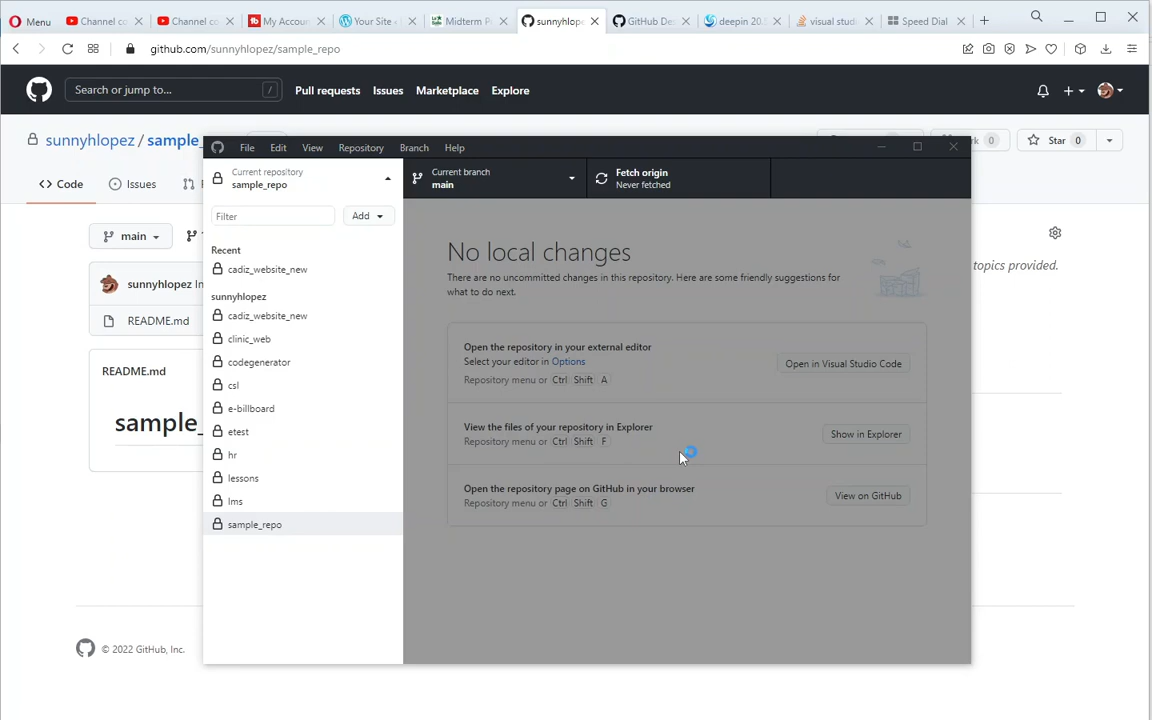 Menu
Channel co
Channel co
My Accou
Your Site
Midterm P
sunnyhlope
GitHub De
deepin 20.
visual studi
Speed Dial
github.com/sunnyhlopez/sample_repo
Search or jump to...
/
Pull requests
Issues
Marketplace
Explore
sunnyhlopez / sample_
rk 0
Star 0
Code
Issues
main
topics provided.
sunnyhlopez In
README.md
README.md
sample_
© 2022 GitHub, Inc.
File Edit View Repository Branch Help
Current repository
sample_repo
Current branch
main
Fetch origin
Never fetched
Filter
Add
Recent
cadiz_website_new
sunnyhlopez
cadiz_website_new
clinic_web
codegenerator
csl
e-billboard
etest
hr
lessons
lms
sample_repo
No local changes
There are no uncommitted changes in this repository. Here are some friendly suggestions for
what to do next.
Open the repository in your external editor
Select your editor in Options
Repository menu or Ctrl Shift A
Open in Visual Studio Code
View the files of your repository in Explorer
Repository menu or Ctrl Shift F
Show in Explorer
Open the repository page on GitHub in your browser
Repository menu or Ctrl Shift G
View on GitHub